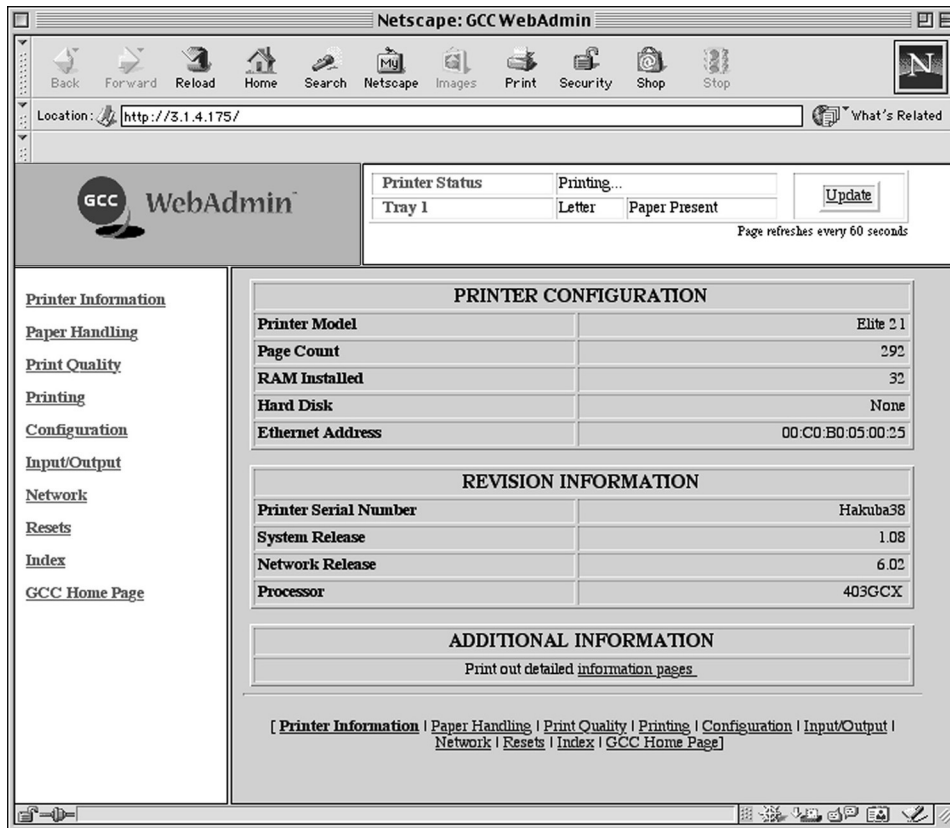 Netscape: GCC WebAdmin
Back Forward Reload Home Search Netscape Images Print Security Shop Stop
My
N
Location: http://3.1.4.175/ What's Related
GCC WebAdmin™
Printer Status Printing...
Tray 1 Letter Paper Present
Update
Page refreshes every 60 seconds
Printer Information
Paper Handling
Print Quality
Printing
Configuration
Input/Output
Network
Resets
Index
GCC Home Page
PRINTER CONFIGURATION
Printer Model Elite 21
Page Count 292
RAM Installed 32
Hard Disk None
Ethernet Address 00:C0:B0:05:00:25
REVISION INFORMATION
Printer Serial Number Hakuba38
System Release 1.08
Network Release 6.02
Processor 403GCX
ADDITIONAL INFORMATION
Print out detailed information pages
[ Printer Information | Paper Handling | Print Quality | Printing | Configuration | Input/Output |
Network | Resets | Index | GCC Home Page]